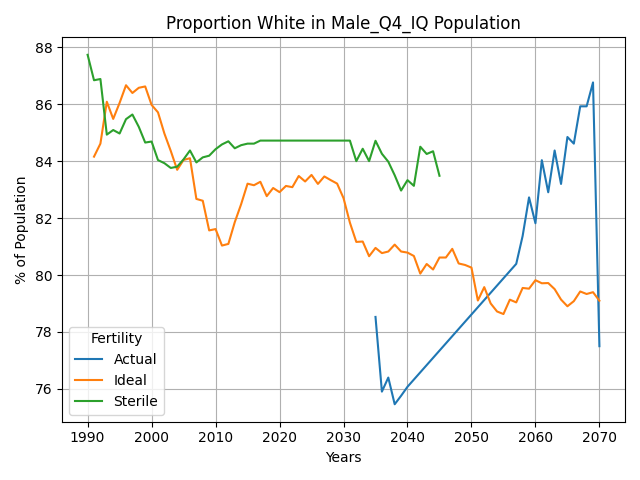 Proportion White in Male_Q4_IQ Population
88
86
84
82
80
78
76
% of Population
Fertility
Actual
Ideal
Sterile
1990 2000 2010 2020 2030 2040 2050 2060 2070
Years